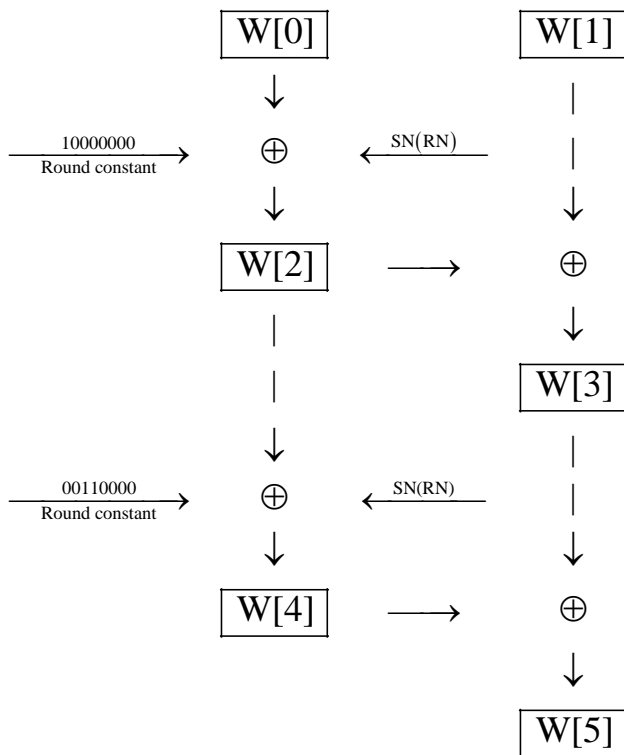 W[0] W[1]
10000000 SN(RN)
Round constant
W[2]
W[3]
00110000 SN(RN)
Round constant
W[4]
W[5]